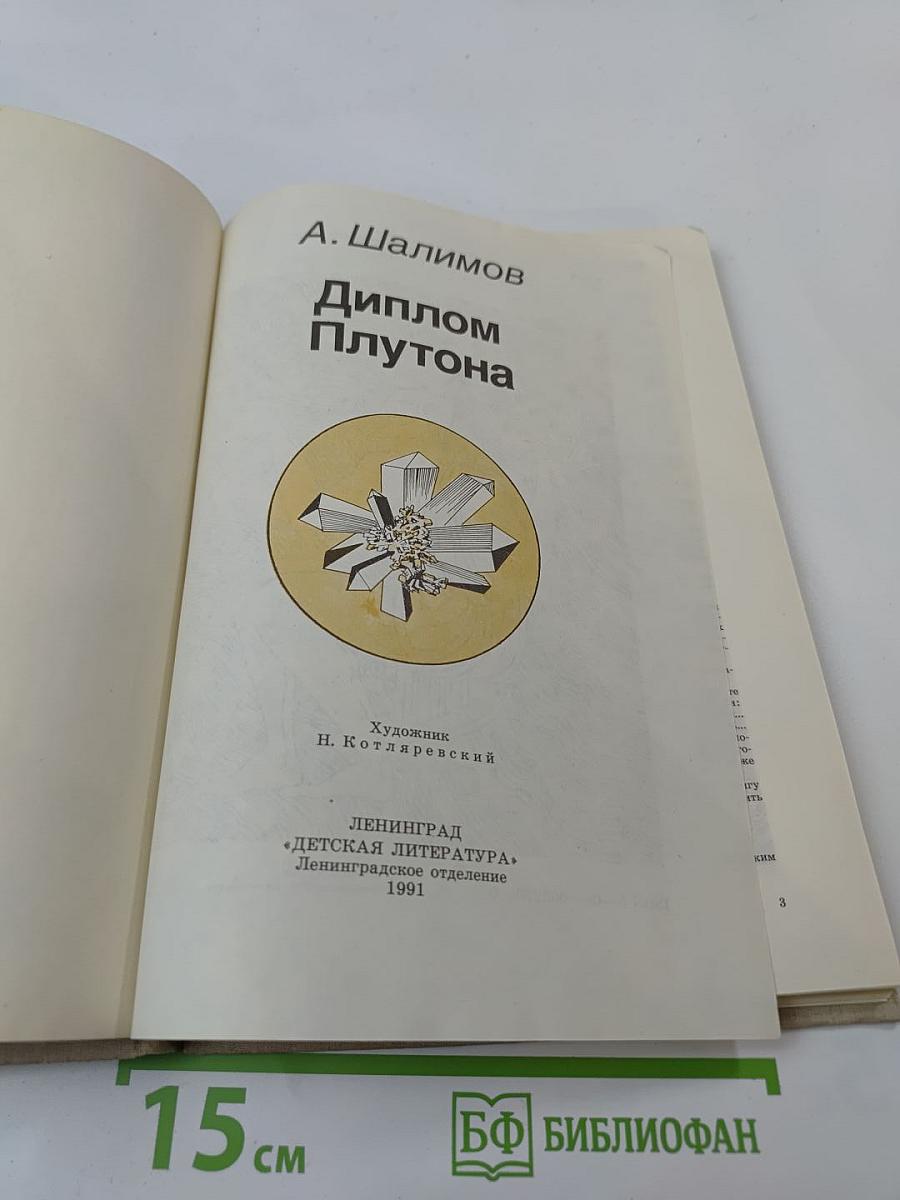 А. Шалимов
Диплом
Плутона
Художник
Н. Котляревский
ЛЕНИНГРАД
«ДЕТСКАЯ ЛИТЕРАТУРА»
Ленинградское отделение
1991
3
15 см
БФ БИБЛИОФАН